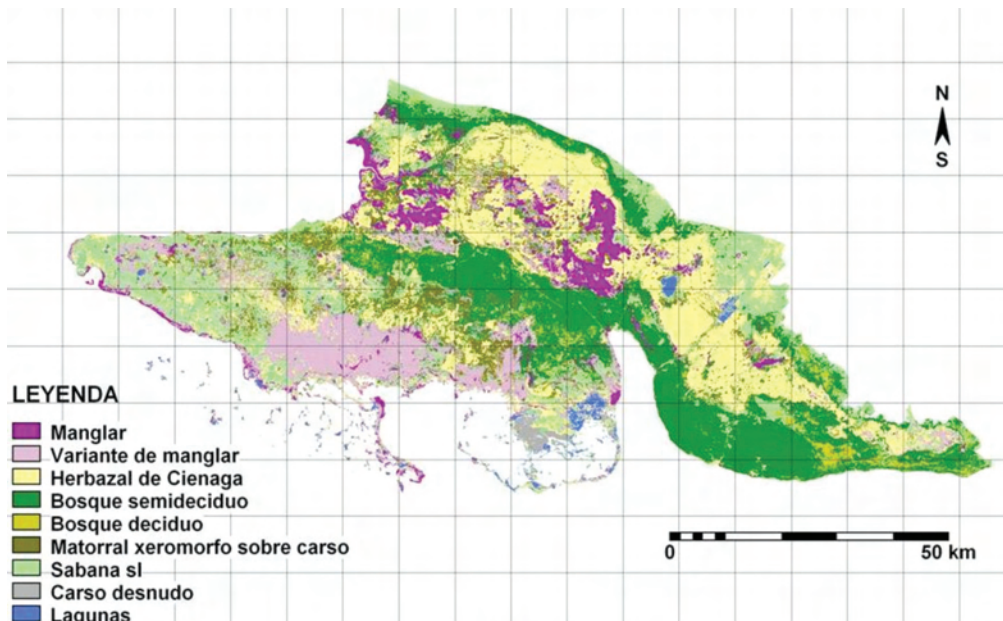 N
S
LEYENDA
Manglar
Variante de manglar
Herbazal de Cienaga
Bosque semideciduo
Bosque deciduo
Matorral xeromorfo sobre carso
Sabana sl
Carso desnudo
Lagunas
0 50 km